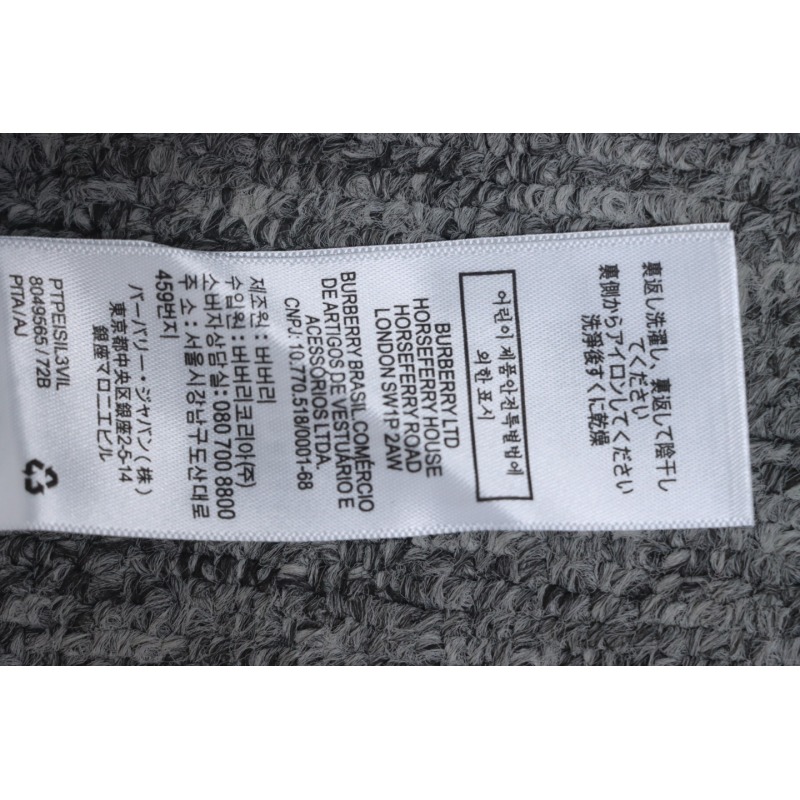 裏返し洗濯し、裏返して陰干し
てください
裏側からアイロンしてください
洗浄後すぐに乾燥
어린이 제품안전특별법에
의한 표시
BURBERRY LTD
HORSEFERRY HOUSE
HORSEFERRY ROAD
LONDON SW1P 2AW
BURBERRY BRASIL COMÉRCIO
DE ARTIGOS DE VESTUÁRIO E
ACESSÓRIOS LTDA.
CNPJ: 10.770.518/0001-68
제조원 : 버버리
수입원 : 버버리코리아(주)
소비자상담실: 080 700 8800
주 소 : 서울시강남구도산대로
459번지
バーバリー・ジャパン(株)
東京都中央区銀座2-5-14
銀座マロニエビル
PTPEISIL3VIL
8049565 / 72B
PITA/AJ